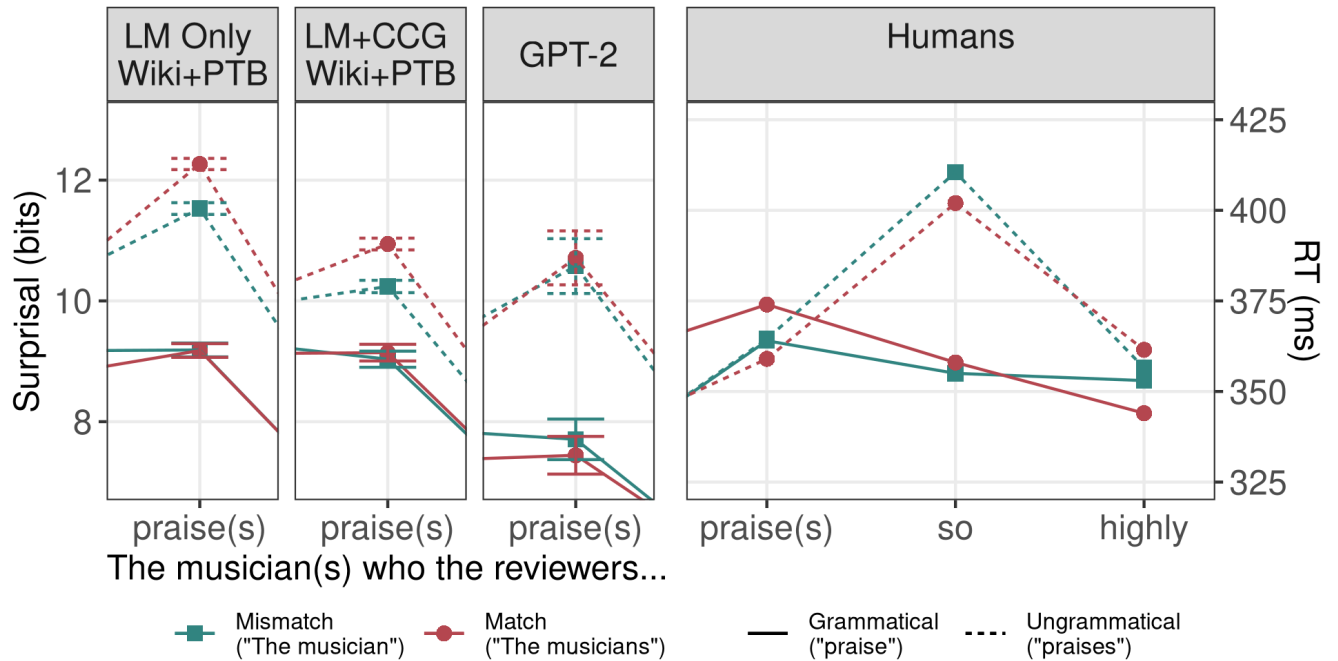 LM Only
Wiki+PTB
LM+CCG
Wiki+PTB
GPT-2
Humans
Surprisal (bits)
12
10
8
425
400
375
350
325
RT (ms)
praise(s)
praise(s)
praise(s)
praise(s)
so
highly
The musician(s) who the reviewers...
Mismatch
("The musician")
Match
("The musicians")
Grammatical
("praise")
Ungrammatical
("praises")